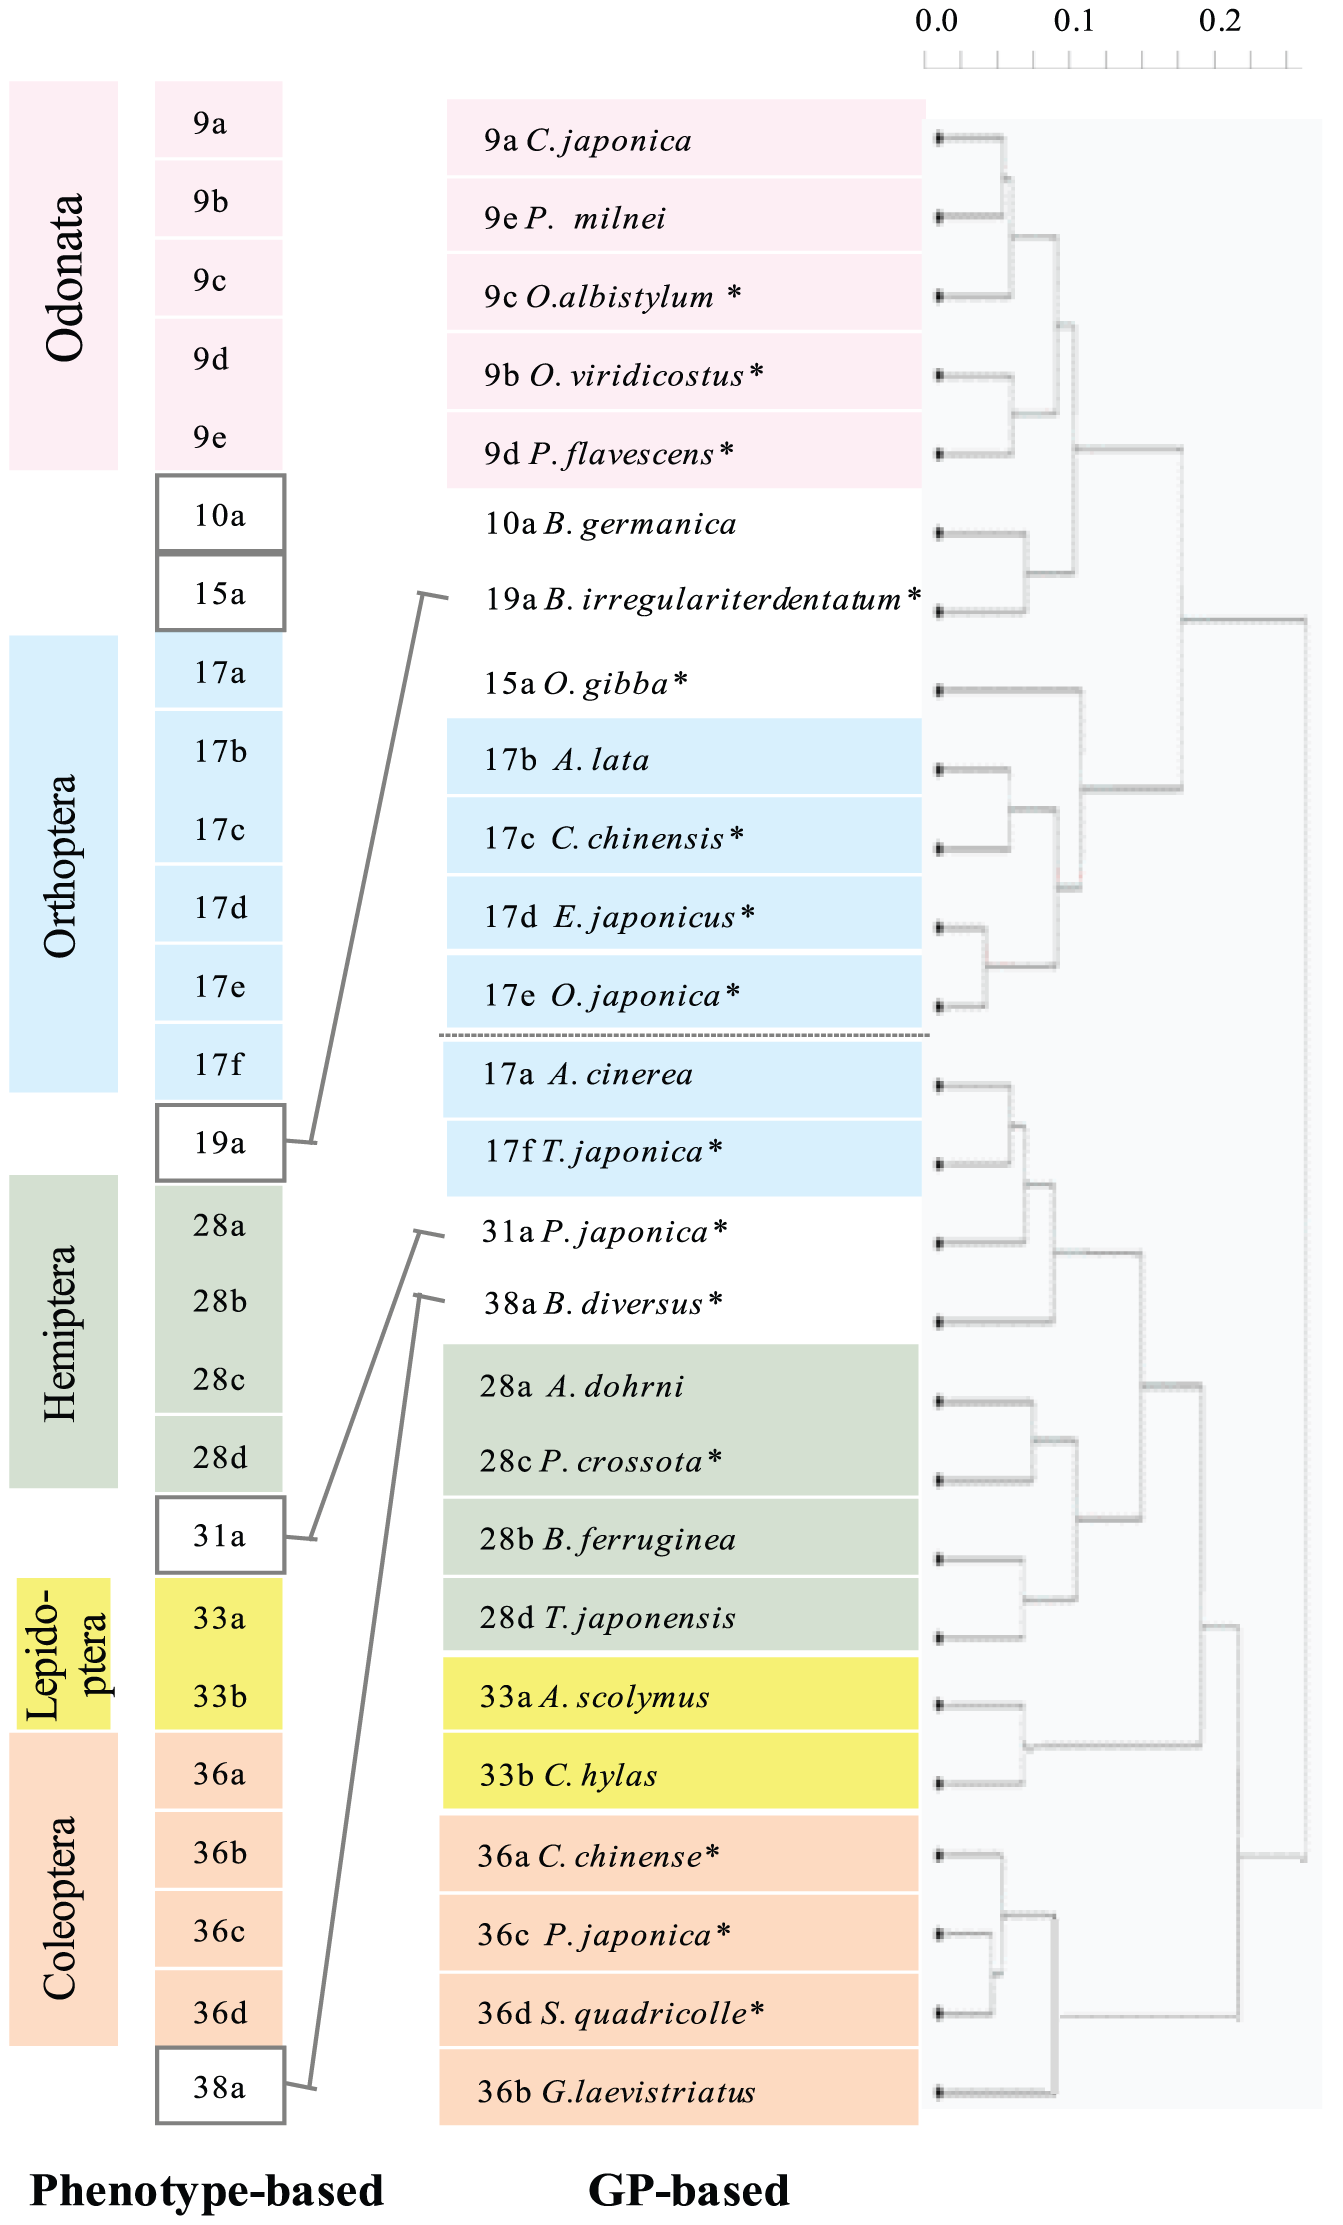 0.0 0.1 0.2
Odonata
9a
9b
9c
9d
9e
10a
15a
Orthoptera
17a
17b
17c
17d
17e
17f
19a
Hemiptera
28a
28b
28c
28d
31a
Lepido-
ptera
33a
33b
Coleoptera
36a
36b
36c
36d
38a
9a C. japonica
9e P. milnei
9c O.albistylum *
9b O. viridicostus*
9d P. flavescens*
10a B. germanica
19a B. irregulariterdentatum*
15a O. gibba*
17b A. lata
17c C. chinensis*
17d E. japonicus*
17e O. japonica*
17a A. cinerea
17f T. japonica*
31a P. japonica*
38a B. diversus*
28a A. dohrni
28c P. crossota*
28b B. ferruginea
28d T. japonensis
33a A. scolymus
33b C. hylas
36a C. chinense*
36c P. japonica*
36d S. quadricolle*
36b G.laevistriatus
Phenotype-based
GP-based